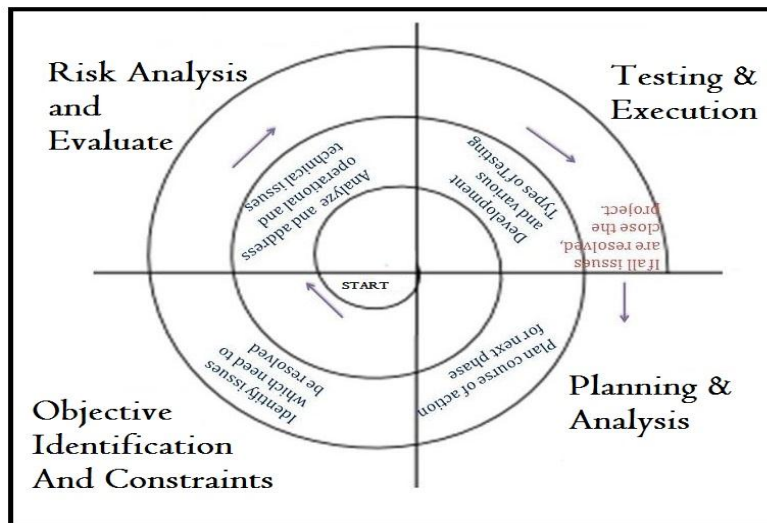 Risk Analysis
and
Evaluate
Testing &
Execution
Analyze and address
operational and
technical issues
Development
and various
Types of Testing
If all issues
are resolved,
close the
project.
START
Identify issues
which need to
be resolved
Plan course of action
for next phase
Objective
Identification
And Constraints
Planning &
Analysis